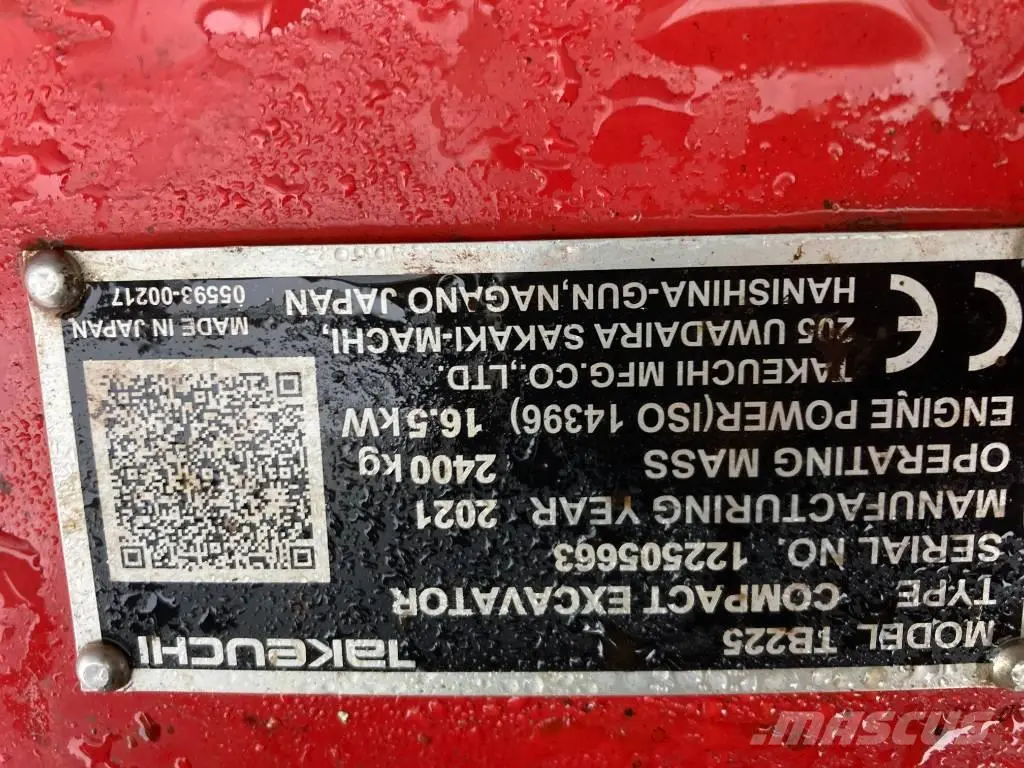 TAKEUCHI
MODEL TB225
TYPE COMPACT EXCAVATOR
SERIAL NO. 122505663
MANUFACTURING YEAR 2021
OPERATING MASS 2400 kg
ENGINE POWER(ISO 14396) 16.5 kW
TAKEUCHI MFG.CO.,LTD.
205 UWADAIRA SAKAKI-MACHI,
HANISHINA-GUN,NAGANO JAPAN
CE
MADE IN JAPAN
05593-00217
MASCUS